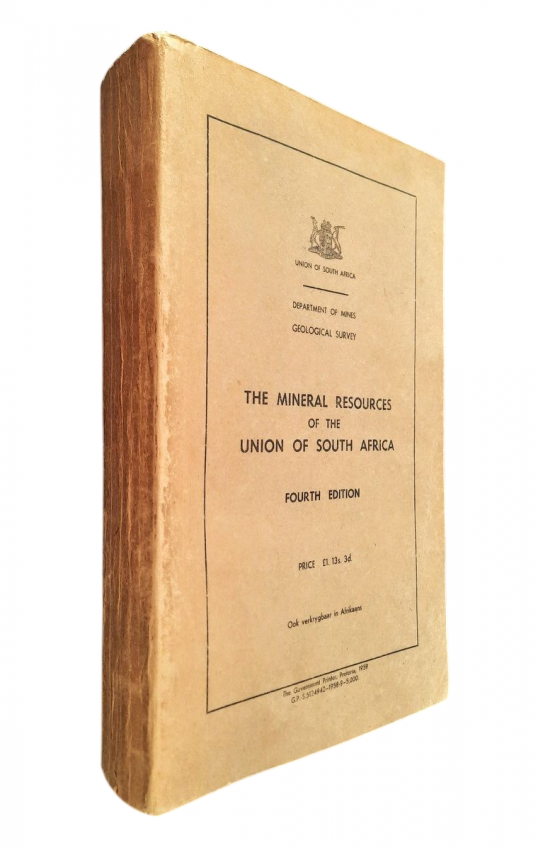 UNION OF SOUTH AFRICA
DEPARTMENT OF MINES
GEOLOGICAL SURVEY
THE MINERAL RESOURCES
OF THE
UNION OF SOUTH AFRICA
FOURTH EDITION
PRICE £1. 13s. 3d.
Ook verkrygbaar in Afrikaans
The Government Printer, Pretoria, 1959